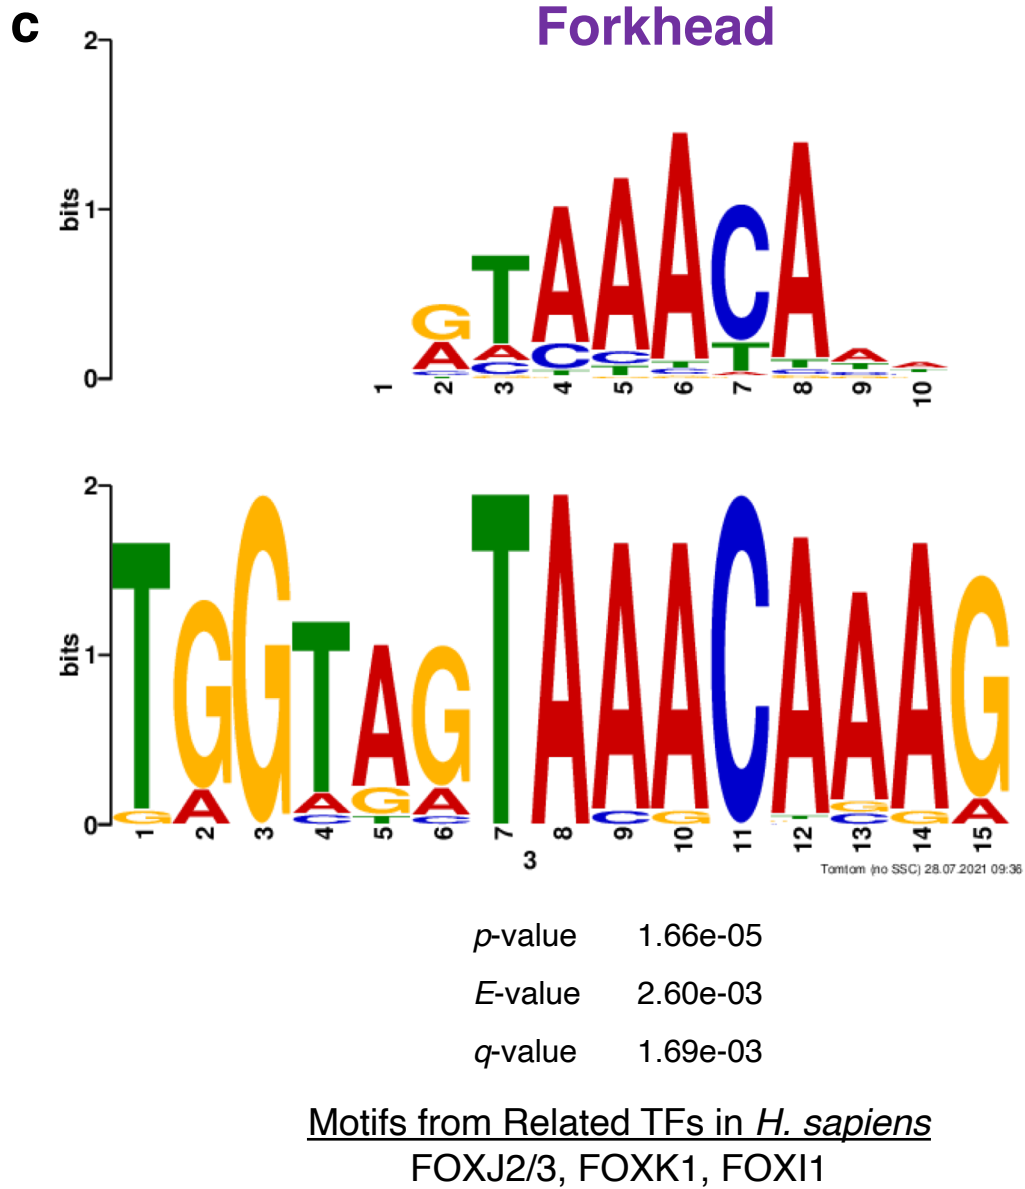 c
Forkhead
2
1
0
bits
G T A A A C A A A
A A C C T T T T T
C C T T C A C C
1 2 3 4 5 6 7 8 9 10
2
1
0
bits
T G G T A G T A A A C A A A G
G A A G A C G T G G A
C T C C
1 2 3 4 5 6 7 8 9 10 11 12 13 14 15
3
Tomtom (no SSC) 28.07.2021 09:36
p-value 1.66e-05
E-value 2.60e-03
q-value 1.69e-03
Motifs from Related TFs in H. sapiens
FOXJ2/3, FOXK1, FOXI1